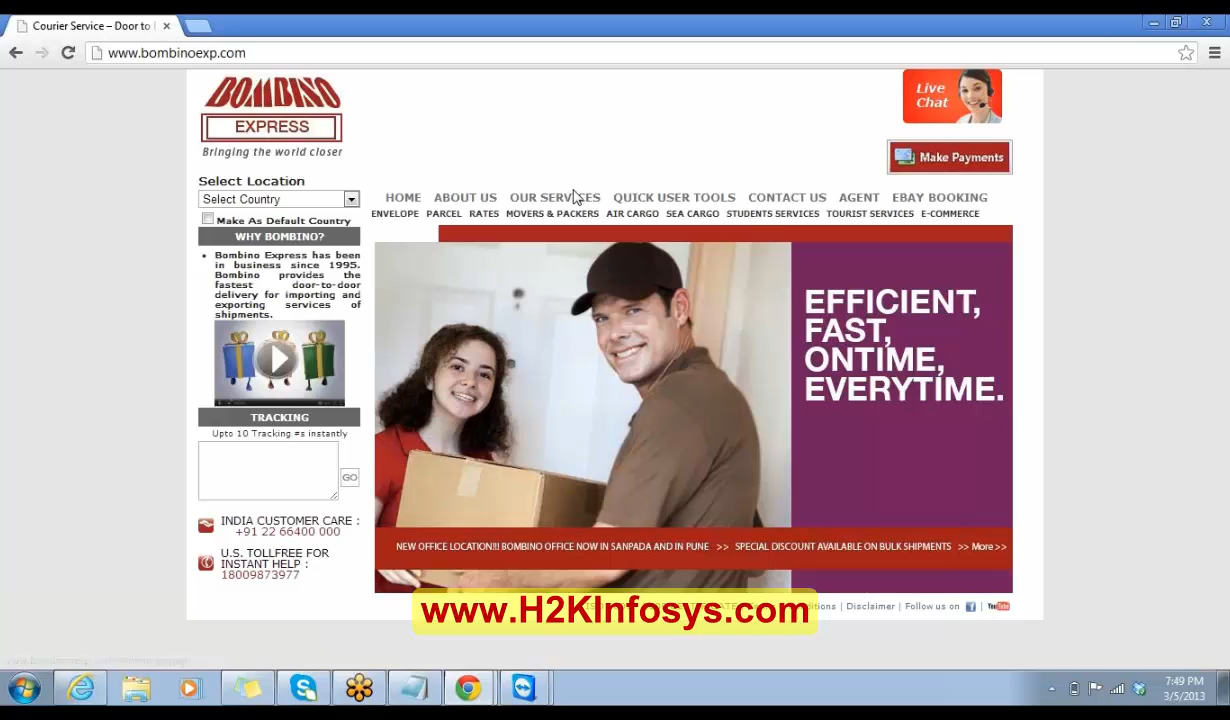 Courier Service – Door to
www.bombinoexp.com
BOMBINO
EXPRESS
Bringing the world closer
Live
Chat
Make Payments
Select Location
Select Country
Make As Default Country
HOME ABOUT US OUR SERVICES QUICK USER TOOLS CONTACT US AGENT EBAY BOOKING
ENVELOPE PARCEL RATES MOVERS & PACKERS AIR CARGO SEA CARGO STUDENTS SERVICES TOURIST SERVICES E-COMMERCE
WHY BOMBINO?
• Bombino Express has been
in business since 1995.
Bombino provides the
fastest door-to-door
delivery for importing and
exporting services of
shipments.
EFFICIENT,
FAST,
ONTIME,
EVERYTIME.
TRACKING
Upto 10 Tracking #s instantly
GO
INDIA CUSTOMER CARE :
+91 22 66400 000
U.S. TOLLFREE FOR
INSTANT HELP :
18009873977
NEW OFFICE LOCATION!!! BOMBINO OFFICE NOW IN SANPADA AND IN PUNE >> SPECIAL DISCOUNT AVAILABLE ON BULK SHIPMENTS >> More >>
| Disclaimer | Follow us on | You Tube
www.H2KInfosys.com
7:49 PM
3/5/2013